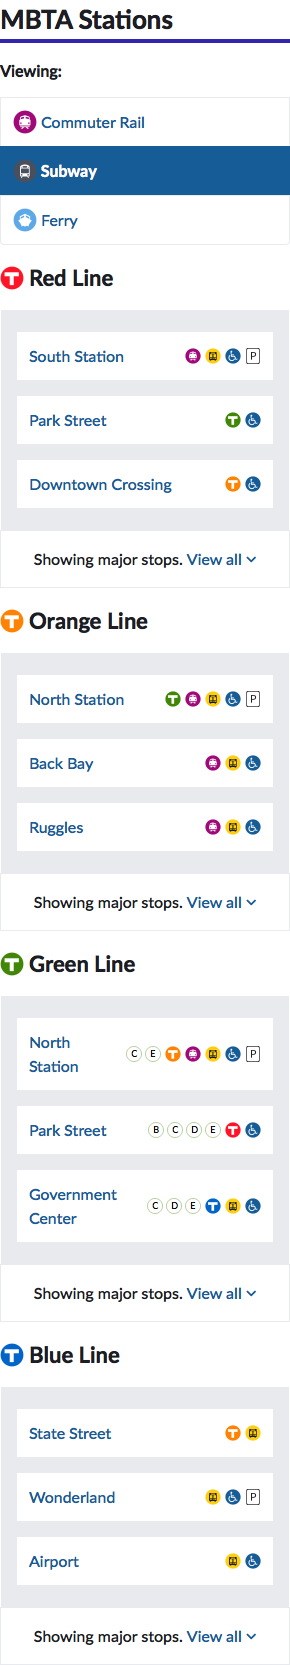 MBTA Stations
Viewing:
Commuter Rail
Subway
Ferry
T Red Line
South Station P
Park Street T
Downtown Crossing T
Showing major stops. View all
T Orange Line
North Station T P
Back Bay
Ruggles
Showing major stops. View all
T Green Line
North
Station C E T P
Park Street B C D E T
Government
Center C D E T
Showing major stops. View all
T Blue Line
State Street T
Wonderland P
Airport
Showing major stops. View all